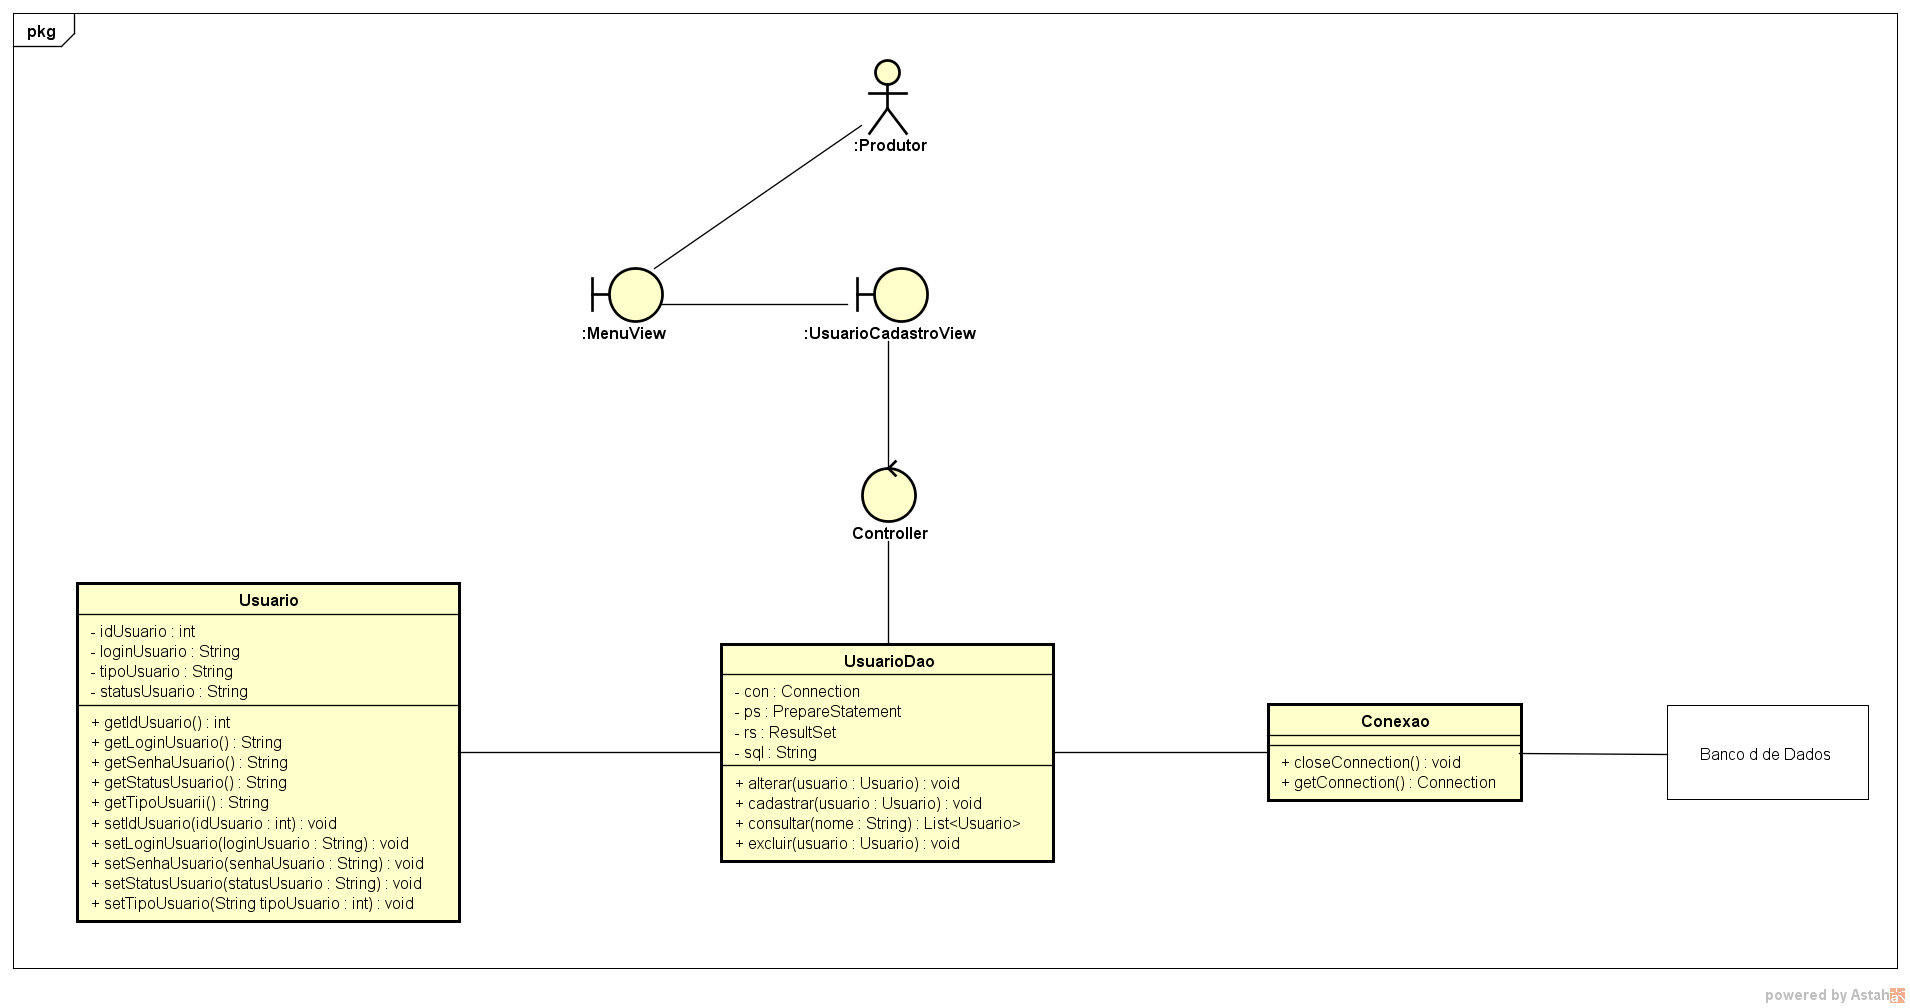 pkg
:Produtor
:MenuView
:UsuarioCadastroView
Controller
Usuario
- idUsuario : int
- loginUsuario : String
- tipoUsuario : String
- statusUsuario : String
+ getIdUsuario() : int
+ getLoginUsuario() : String
+ getSenhaUsuario() : String
+ getStatusUsuario() : String
+ getTipoUsuarii() : String
+ setIdUsuario(idUsuario : int) : void
+ setLoginUsuario(loginUsuario : String) : void
+ setSenhaUsuario(senhaUsuario : String) : void
+ setStatusUsuario(statusUsuario : String) : void
+ setTipoUsuario(String tipoUsuario : int) : void
UsuarioDao
- con : Connection
- ps : PrepareStatement
- rs : ResultSet
- sql : String
+ alterar(usuario : Usuario) : void
+ cadastrar(usuario : Usuario) : void
+ consultar(nome : String) : List<Usuario>
+ excluir(usuario : Usuario) : void
Conexao
+ closeConnection() : void
+ getConnection() : Connection
Banco d de Dados
powered by Astah